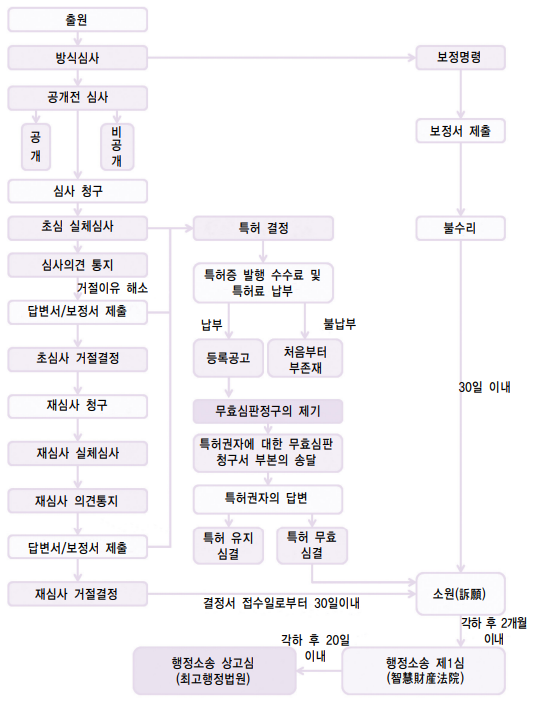 출원
방식심사
보정명령
공개전 심사
보정서 제출
공
개
비
공
개
심사 청구
초심 실체심사
특허 결정
불수리
심사의견 통지
거절이유 해소
특허증 발행 수수료 및
특허료 납부
답변서/보정서 제출
납부
불납부
초심사 거절결정
등록공고
처음부터
부존재
30일 이내
재심사 청구
무효심판정구의 제기
재심사 실체심사
특허권자에 대한 무효심판
청구서 부본의 송달
재심사 의견통지
특허권자의 답변
답변서/보정서 제출
특허 유지
심결
특허 무효
심결
재심사 거절결정
결정서 접수일로부터 30일이내
소원(訴願)
각하 후 2개월
이내
각하 후 20일
이내
행정소송 상고심
(최고행정법원)
행정소송 제1심
(智慧財産法院)